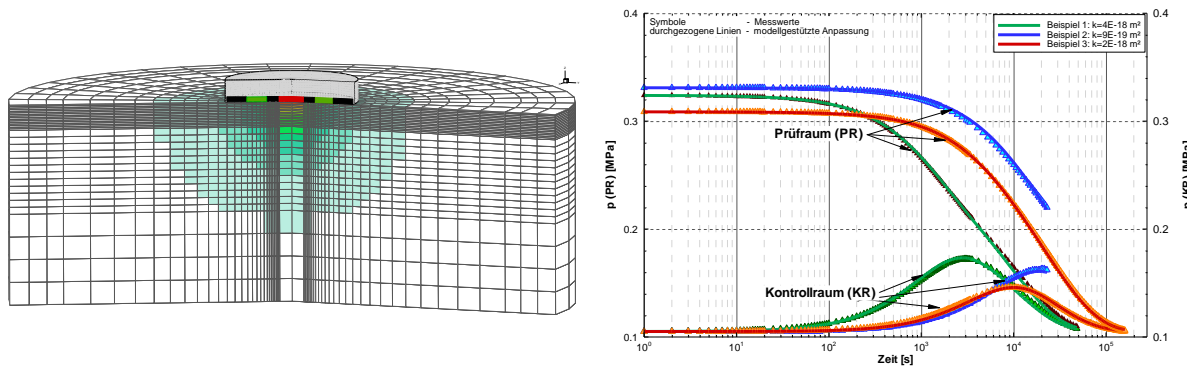 0.4
0.3
0.2
0.1
p (PR) [MPa]
Symbole - Messwerte
durchgezogene Linien - modellgestützte Anpassung
Beispiel 1: k=4E-18 m²
Beispiel 2: k=9E-19 m²
Beispiel 3: k=2E-18 m²
Prüfraum (PR)
Kontrollraum (KR)
10⁰
10¹
10²
10³
10⁴
10⁵
Zeit [s]
0.4
0.3
0.2
0.1
p (KR) [MPa]